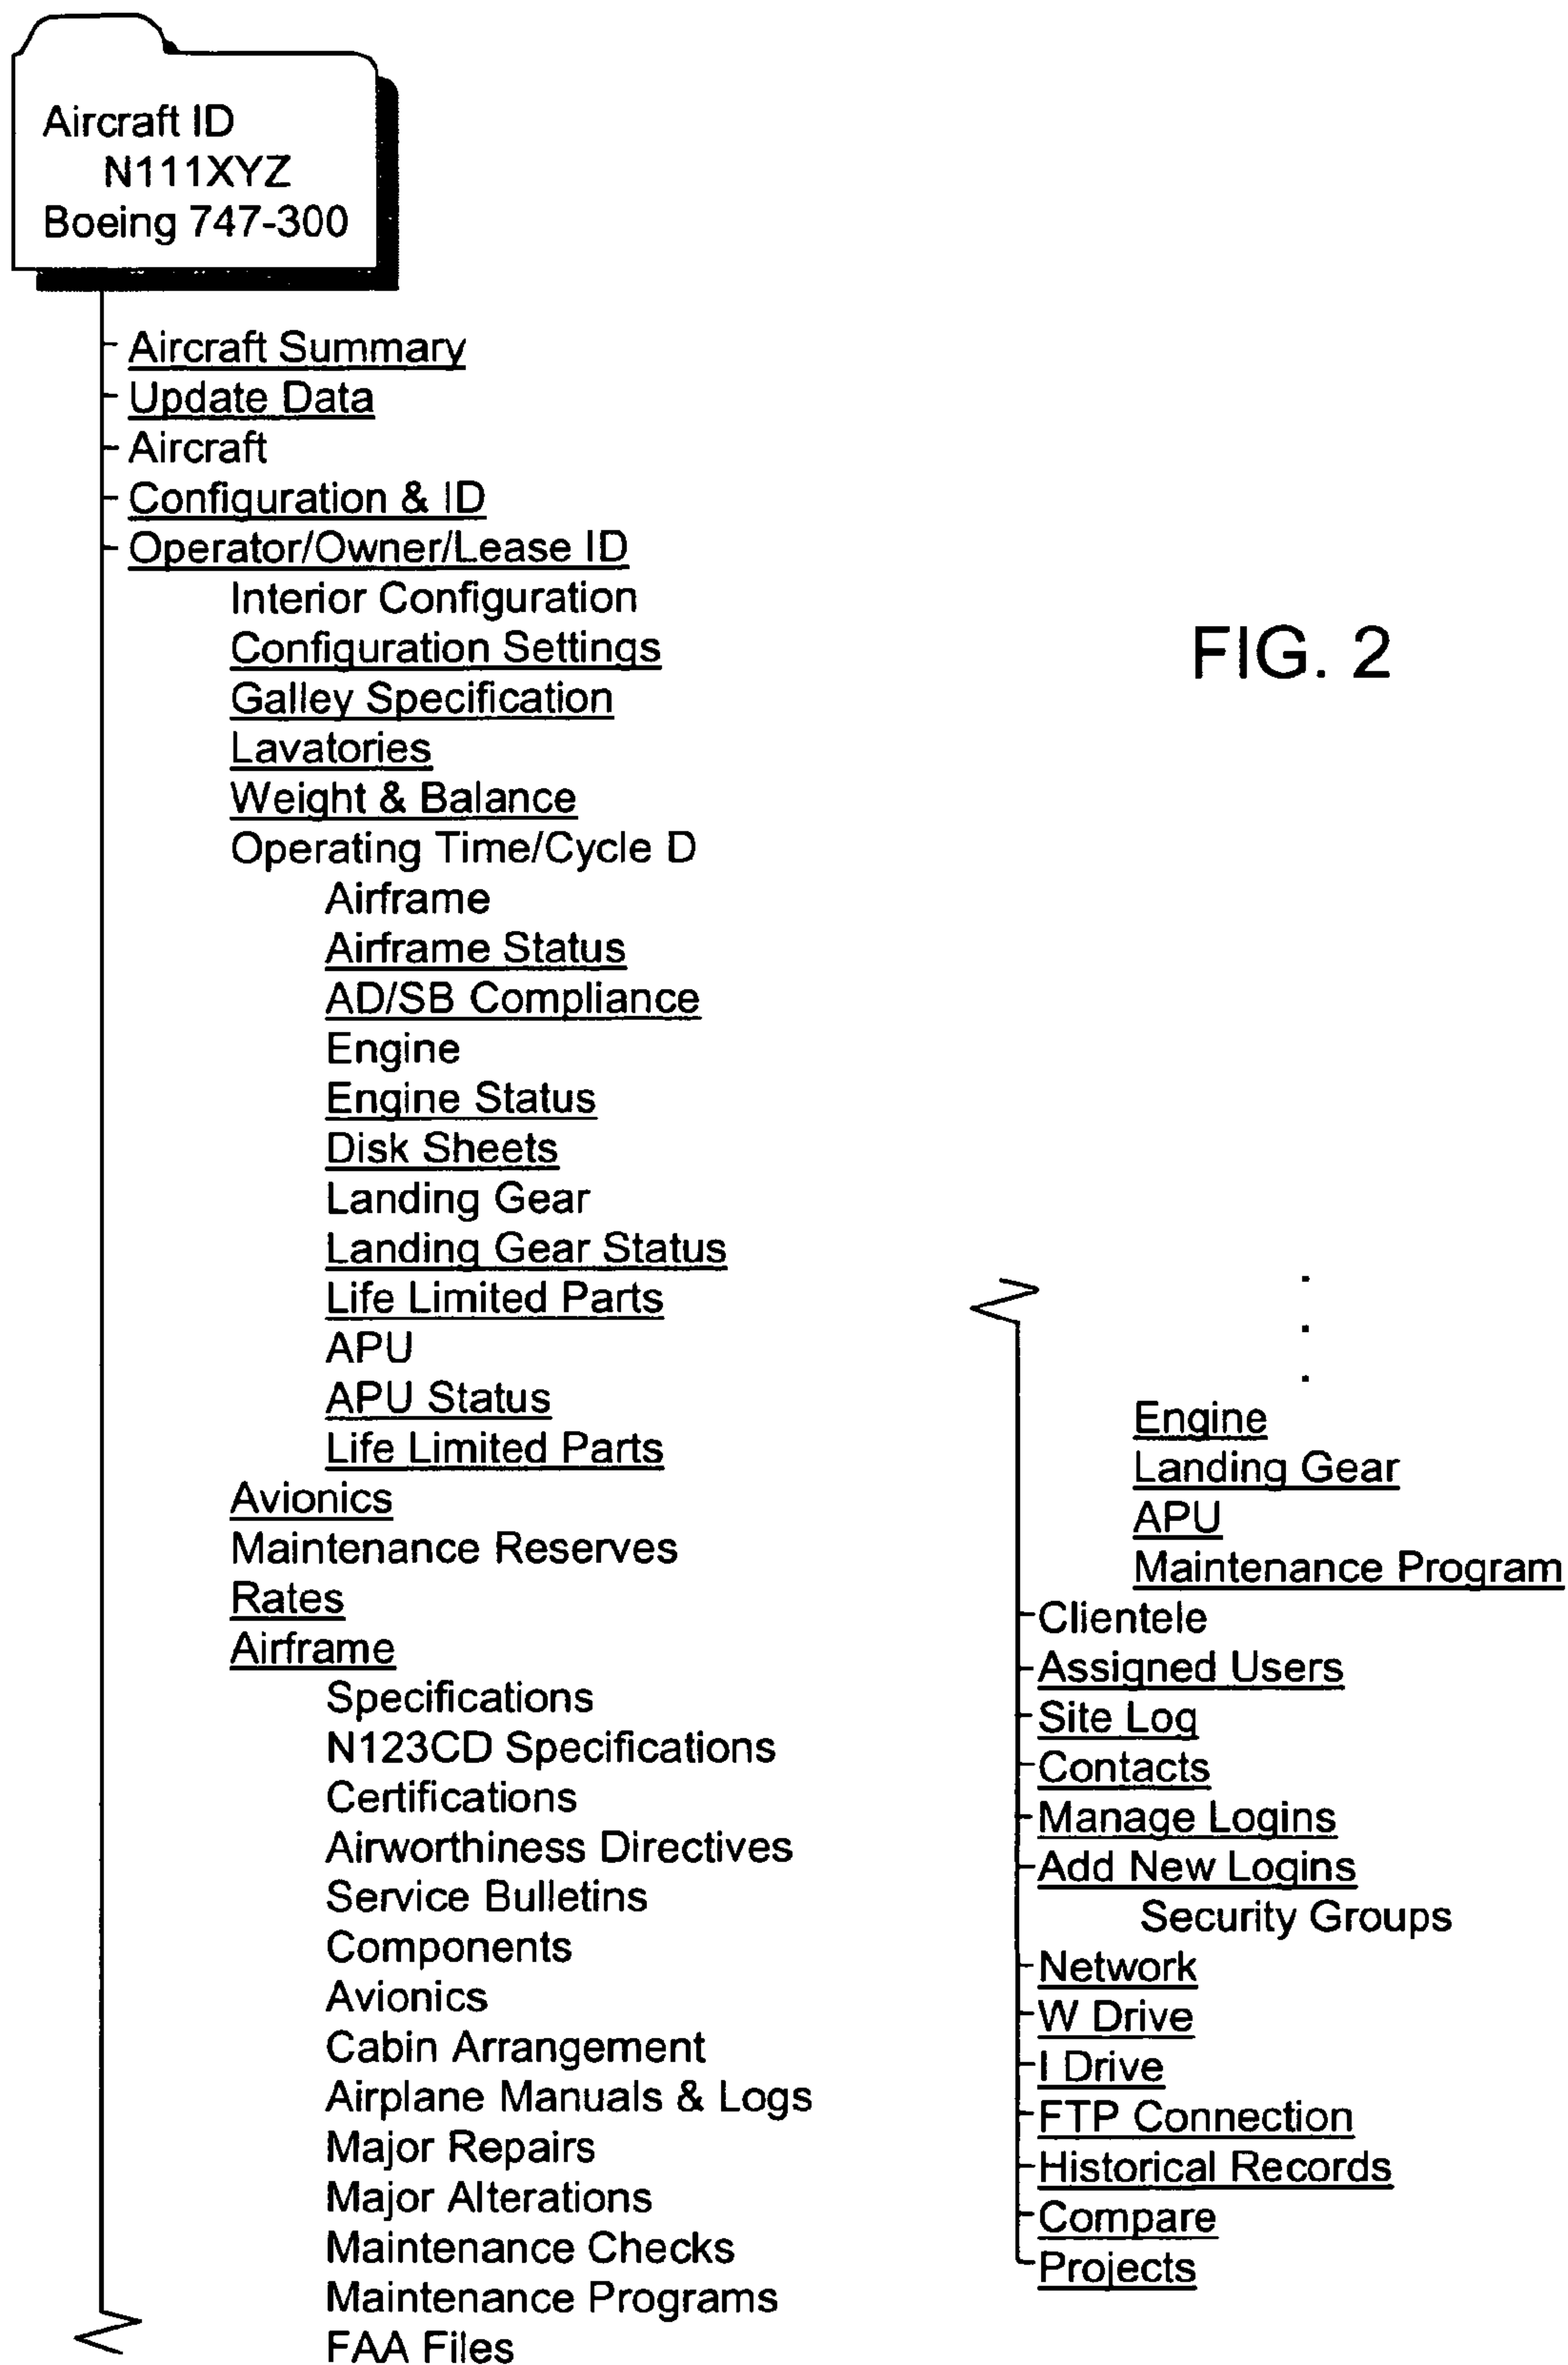 Aircraft ID
N111XYZ
Boeing 747-300
Aircraft Summary
Update Data
Aircraft
Configuration & ID
Operator/Owner/Lease ID
Interior Configuration
Configuration Settings
Galley Specification
Lavatories
Weight & Balance
Operating Time/Cycle D
Airframe
Airframe Status
AD/SB Compliance
Engine
Engine Status
Disk Sheets
Landing Gear
Landing Gear Status
Life Limited Parts
APU
APU Status
Life Limited Parts
Avionics
Maintenance Reserves
Rates
Airframe
Specifications
N123CD Specifications
Certifications
Airworthiness Directives
Service Bulletins
Components
Avionics
Cabin Arrangement
Airplane Manuals & Logs
Major Repairs
Major Alterations
Maintenance Checks
Maintenance Programs
FAA Files
FIG. 2
.
.
.
Engine
Landing Gear
APU
Maintenance Program
Clientele
Assigned Users
Site Log
Contacts
Manage Logins
Add New Logins
Security Groups
Network
W Drive
I Drive
FTP Connection
Historical Records
Compare
Projects